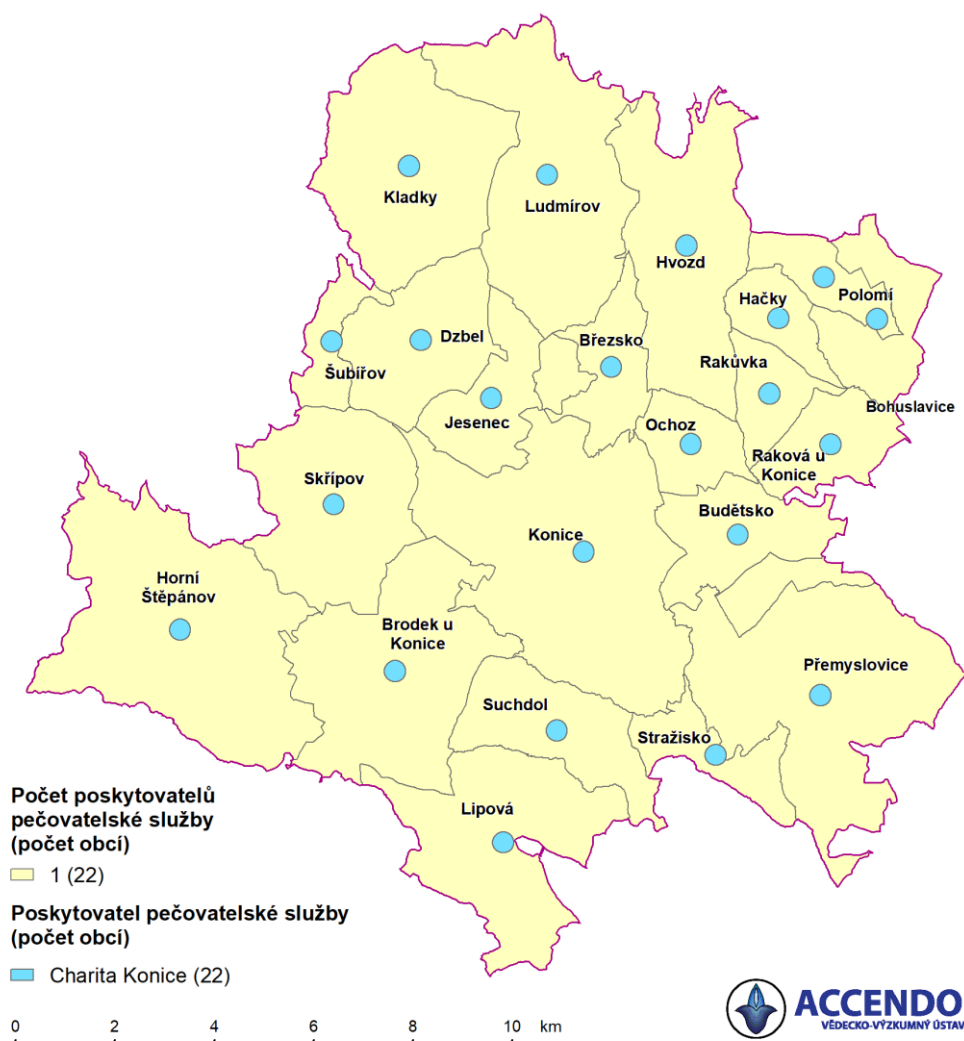 Kladky
Ludmírov
Hvozd
Polomí
Hačky
Dzbel
Březsko
Šubířov
Rakůvka
Jesenec
Bohuslavice
Ochoz
Raková u
Konice
Skřípov
Budětsko
Konice
Horní
Štěpánov
Brodek u
Konice
Přemyslovice
Suchdol
Stražisko
Lipová
Počet poskytovatelů
pečovatelské služby
(počet obcí)
1 (22)
Poskytovatel pečovatelské služby
(počet obcí)
Charita Konice (22)
0 2 4 6 8 10 km
ACCENDO
VĚDECKO-VÝZKUMNÝ ÚSTAV